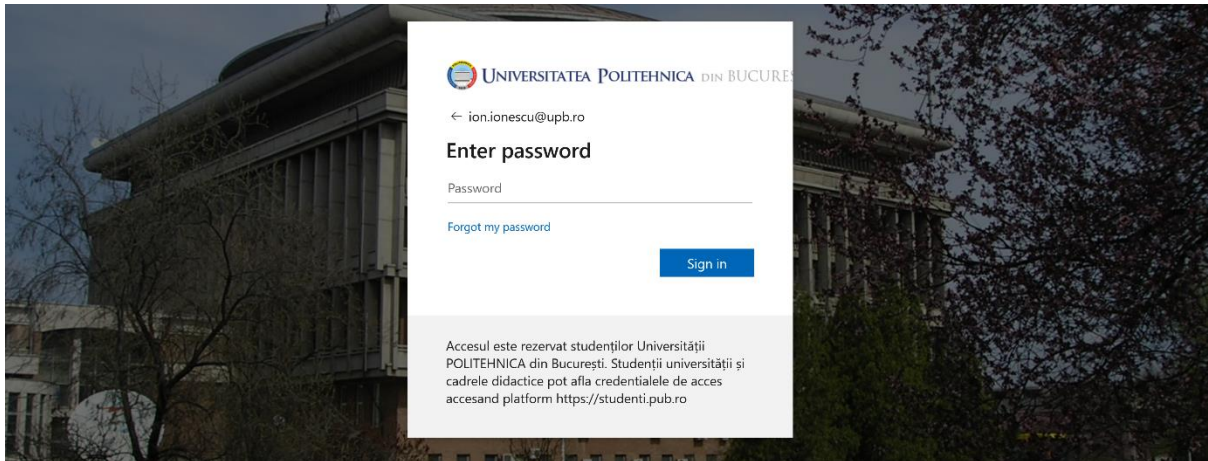 UNIVERSITATEA POLITEHNICA DIN BUCUREȘ
← ion.ionescu@upb.ro
Enter password
Password
Forgot my password
Sign in
Accesul este rezervat studenților Universității
POLITEHNICA din București. Studenții universității și
cadrele didactice pot afla credentialele de acces
accesand platform https://studenti.pub.ro